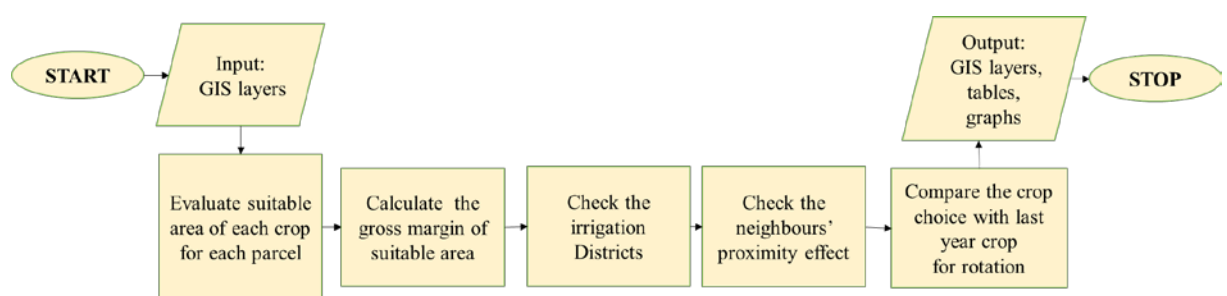 START
Input:
GIS layers
Evaluate suitable
area of each crop
for each parcel
Calculate the
gross margin of
suitable area
Check the
irrigation
Districts
Check the
neighbours'
proximity effect
Compare the crop
choice with last
year crop
for rotation
Output:
GIS layers,
tables,
graphs
STOP